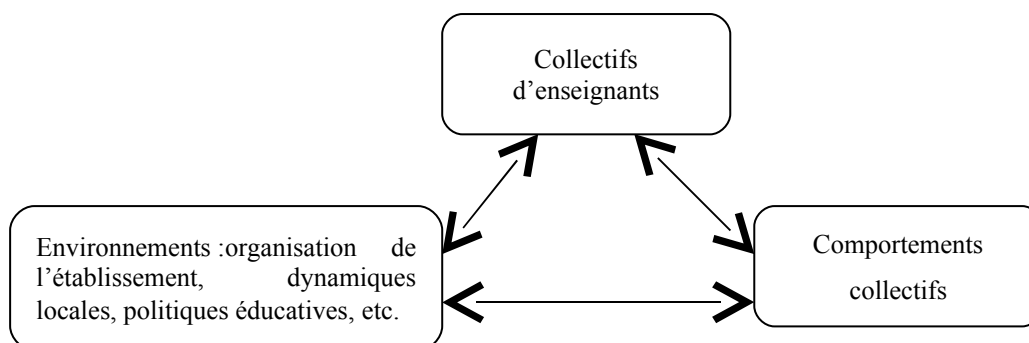 Collectifs
d’enseignants
Environnements :organisation de
l’établissement, dynamiques
locales, politiques éducatives, etc.
Comportements
collectifs